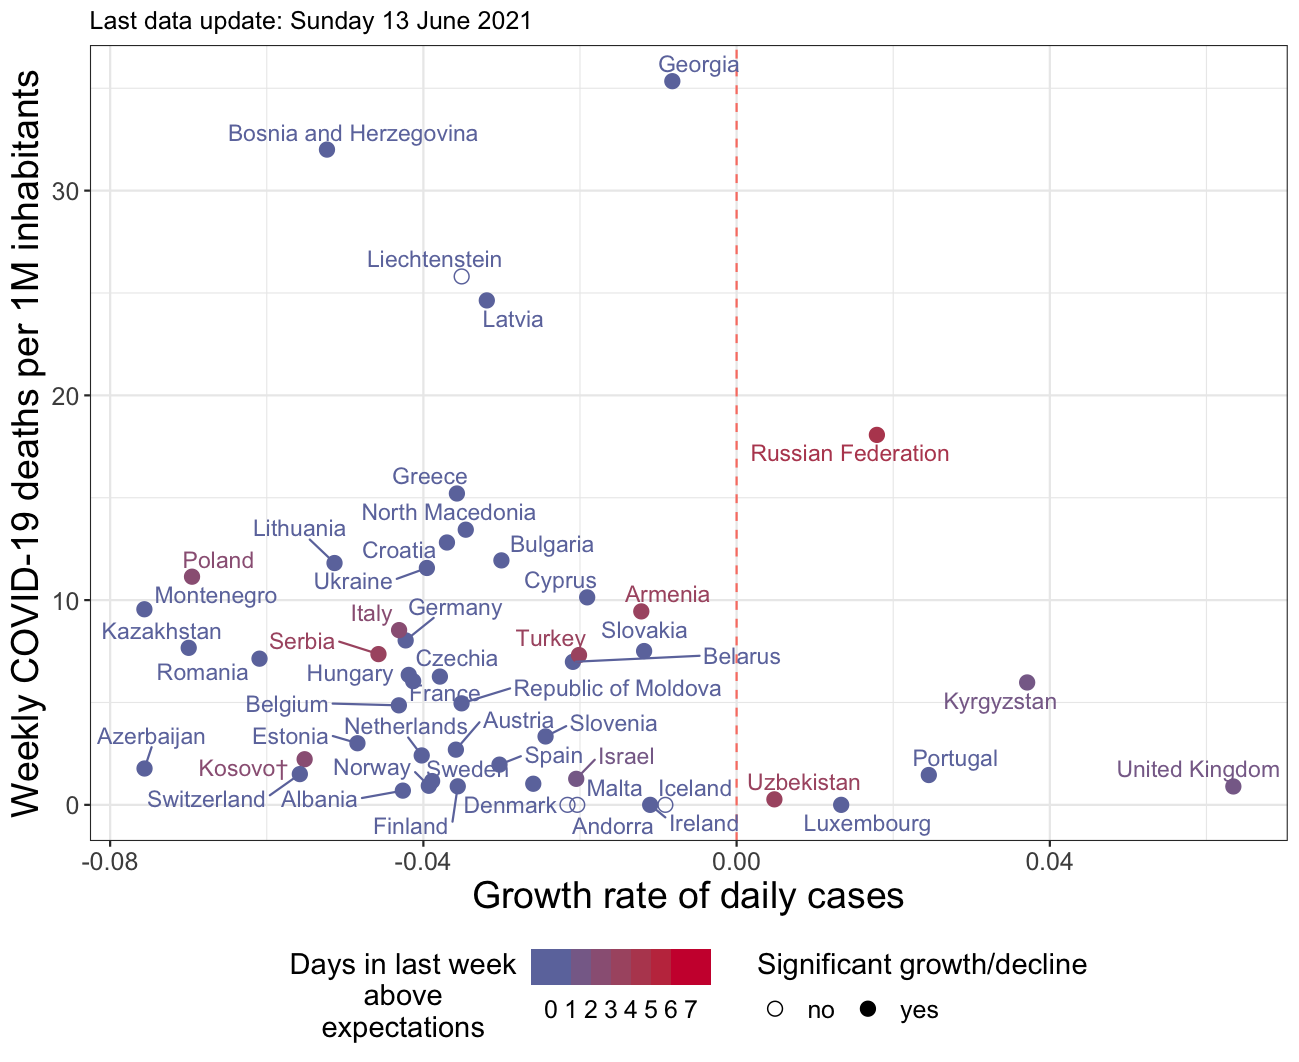 Last data update: Sunday 13 June 2021
Weekly COVID-19 deaths per 1M inhabitants
Georgia
Bosnia and Herzegovina
30
Liechtenstein
Latvia
20
Russian Federation
Greece
North Macedonia
Lithuania
Bulgaria
Croatia
Poland
Ukraine
Cyprus
Montenegro
Armenia
10
Germany
Italy
Kazakhstan
Slovakia
Serbia
Turkey
Czechia
Belarus
Romania
Hungary
Republic of Moldova
France
Kyrgyzstan
Belgium
Netherlands
Austria
Slovenia
Azerbaijan
Estonia
Spain
Israel
Portugal
Kosovo†
Norway
Sweden
United Kingdom
Uzbekistan
Malta
Iceland
Switzerland
Albania
Denmark
0
Finland
Andorra
Ireland
Luxembourg
-0.08
-0.04
0.00
0.04
Growth rate of daily cases
Days in last week
above
expectations
0 1 2 3 4 5 6 7
Significant growth/decline
no
yes